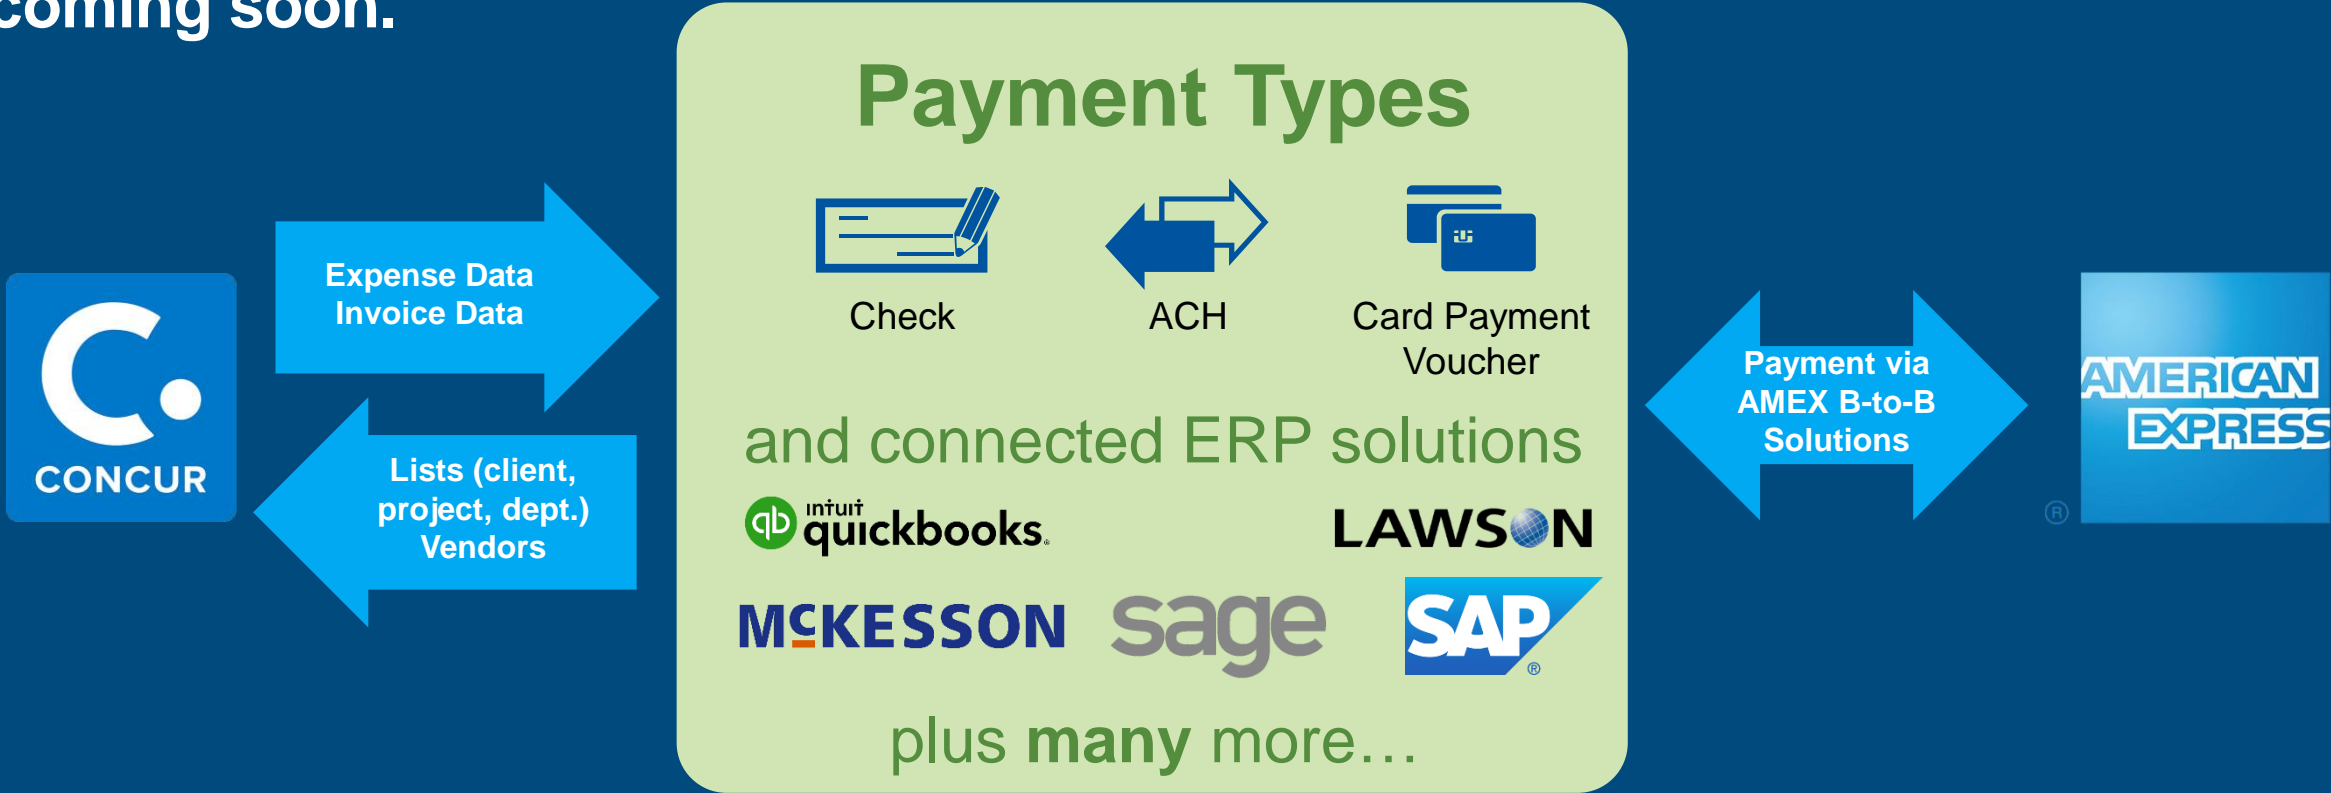 coming soon.
Payment Types
Check
ACH
Card Payment
Voucher
Expense Data
Invoice Data
Lists (client,
project, dept.)
Vendors
C.
CONCUR
and connected ERP solutions
qb intuit
quickbooks.
LAWSON
McKESSON
sage
SAP
®
plus many more…
Payment via
AMEX B-to-B
Solutions
AMERICAN
EXPRESS
®